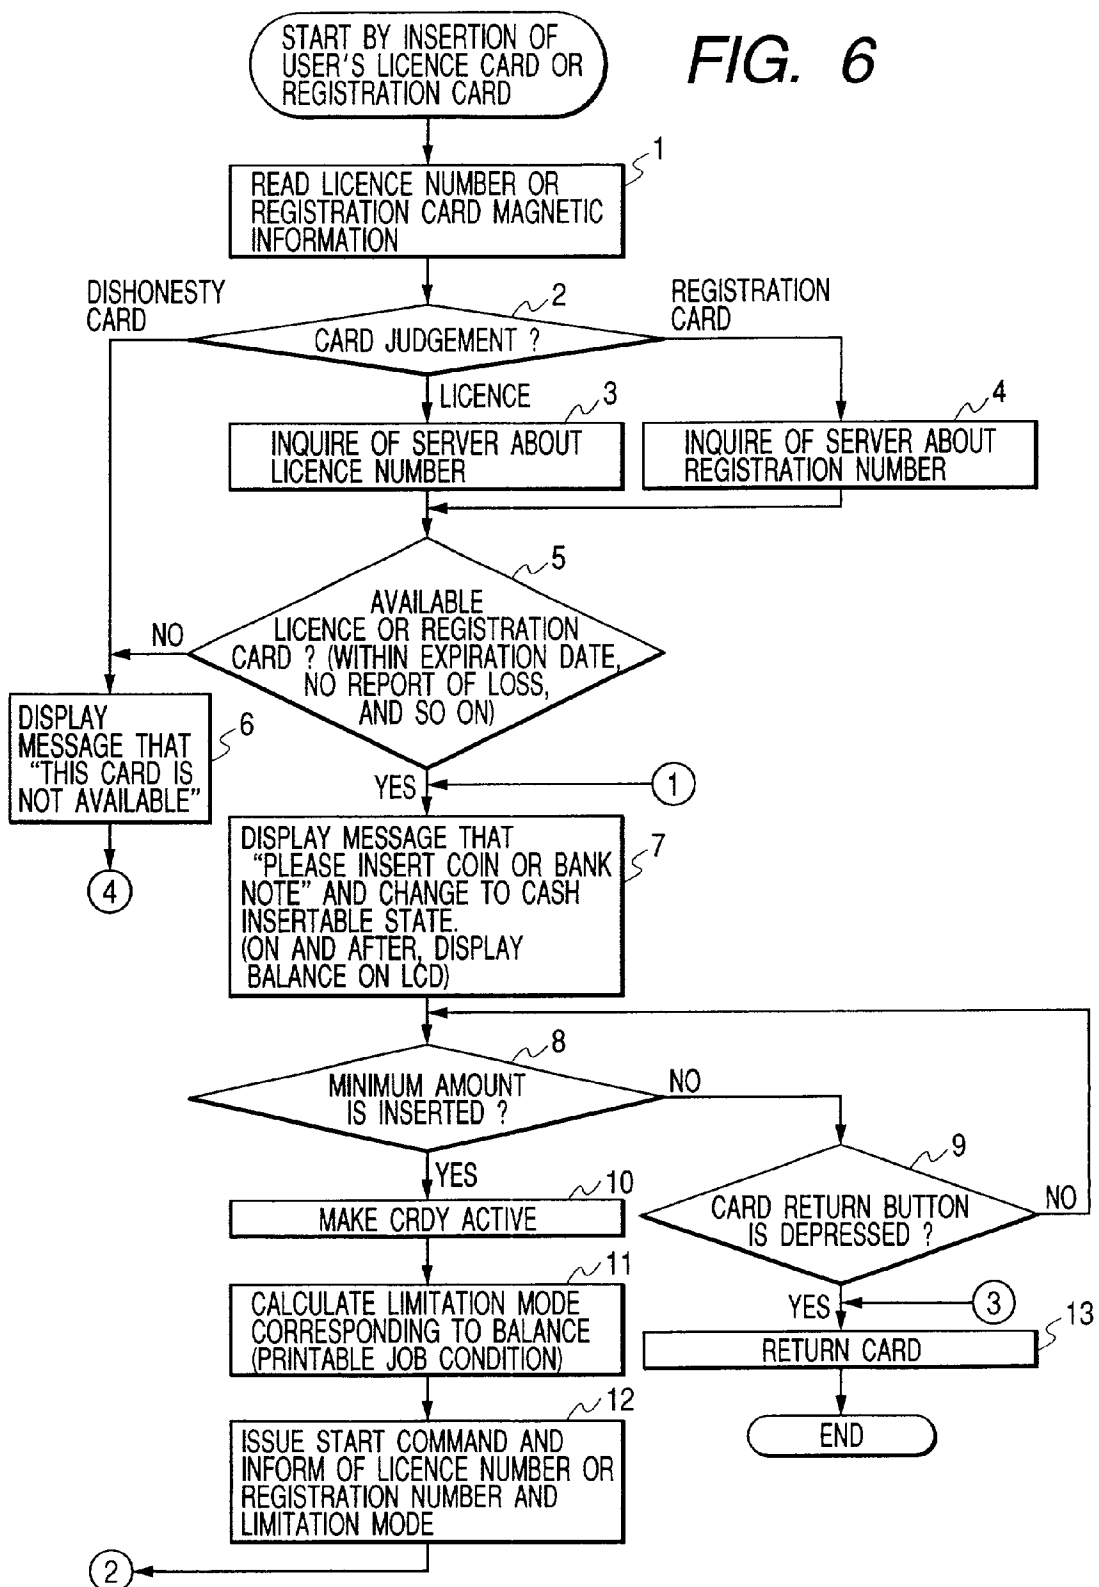 START BY INSERTION OF
USER'S LICENCE CARD OR
REGISTRATION CARD
FIG. 6
1
READ LICENCE NUMBER OR
REGISTRATION CARD MAGNETIC
INFORMATION
DISHONESTY
CARD
2
REGISTRATION
CARD
CARD JUDGEMENT ?
LICENCE
3
INQUIRE OF SERVER ABOUT
LICENCE NUMBER
4
INQUIRE OF SERVER ABOUT
REGISTRATION NUMBER
5
AVAILABLE
LICENCE OR REGISTRATION
CARD ? (WITHIN EXPIRATION DATE,
NO REPORT OF LOSS,
AND SO ON)
NO
6
DISPLAY
MESSAGE THAT
"THIS CARD IS
NOT AVAILABLE"
4
YES
1
7
DISPLAY MESSAGE THAT
"PLEASE INSERT COIN OR BANK
NOTE" AND CHANGE TO CASH
INSERTABLE STATE.
(ON AND AFTER, DISPLAY
BALANCE ON LCD)
8
MINIMUM AMOUNT
IS INSERTED ?
NO
YES
9
CARD RETURN BUTTON
IS DEPRESSED ?
NO
10
MAKE CRDY ACTIVE
11
CALCULATE LIMITATION MODE
CORRESPONDING TO BALANCE
(PRINTABLE JOB CONDITION)
YES
3
13
RETURN CARD
END
12
ISSUE START COMMAND AND
INFORM OF LICENCE NUMBER OR
REGISTRATION NUMBER AND
LIMITATION MODE
2